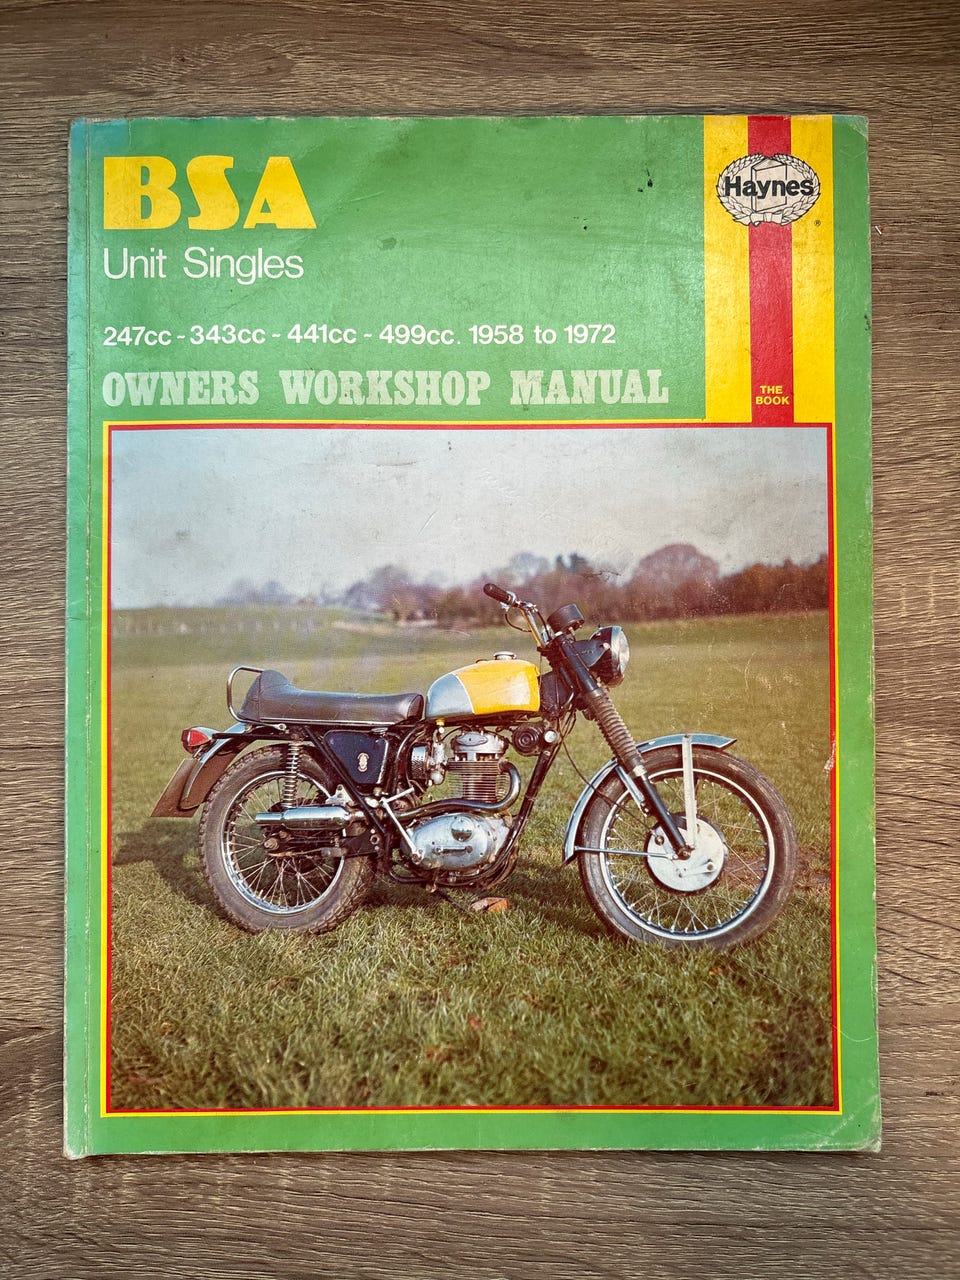 BSA
Unit Singles
247cc - 343cc - 441cc - 499cc. 1958 to 1972
OWNERS WORKSHOP MANUAL
Haynes
®
THE
BOOK